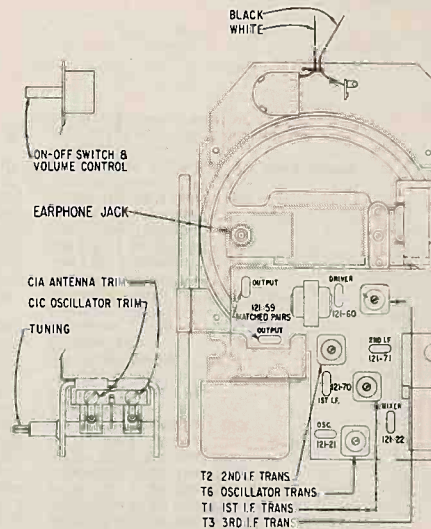 BLACK
WHITE
ON-OFF SWITCH &
VOLUME CONTROL
EARPHONE JACK
C1A ANTENNA TRIM
C1C OSCILLATOR TRIM
TUNING
OUTPUT
DRIVER
121-59
MATCHED PAIRS
121-60
OUTPUT
2ND I.F
121-71
121-70
1ST I.F.
MIXER
121-22
OSC.
121-21
T2 2ND I.F TRANS
T6 OSCILLATOR TRANS
T1 1ST I.F. TRANS
T3 3RD I.F TRANS